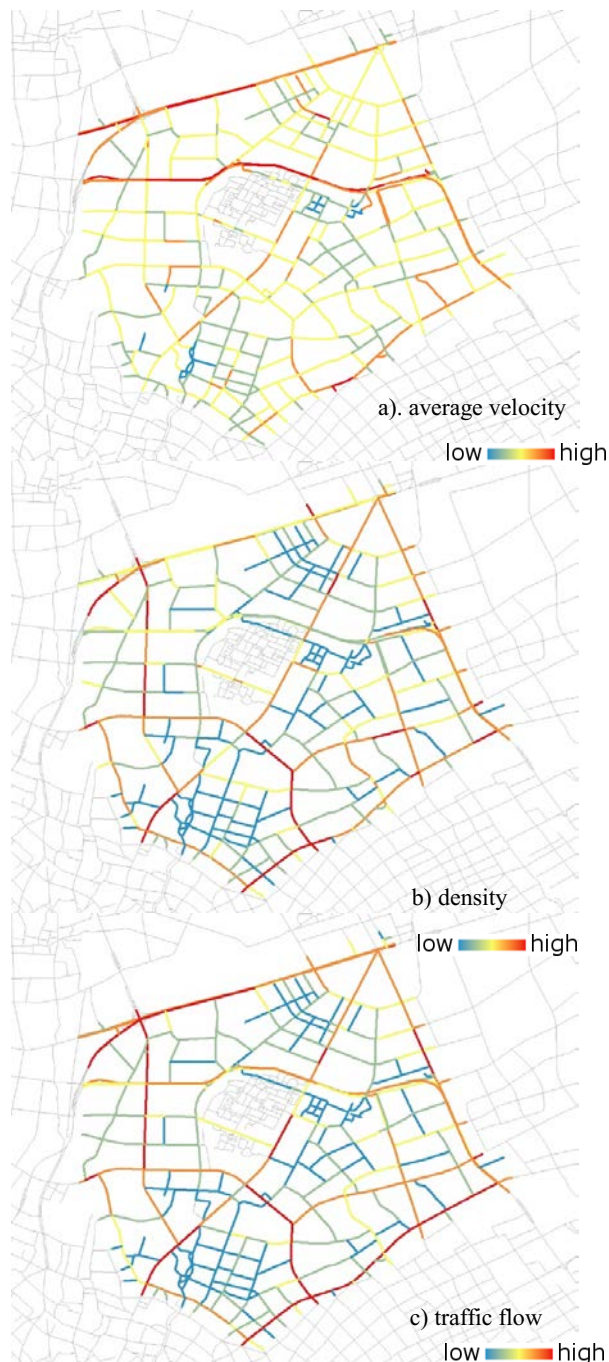 a). average velocity
low high
b) density
low high
c) traffic flow
low high